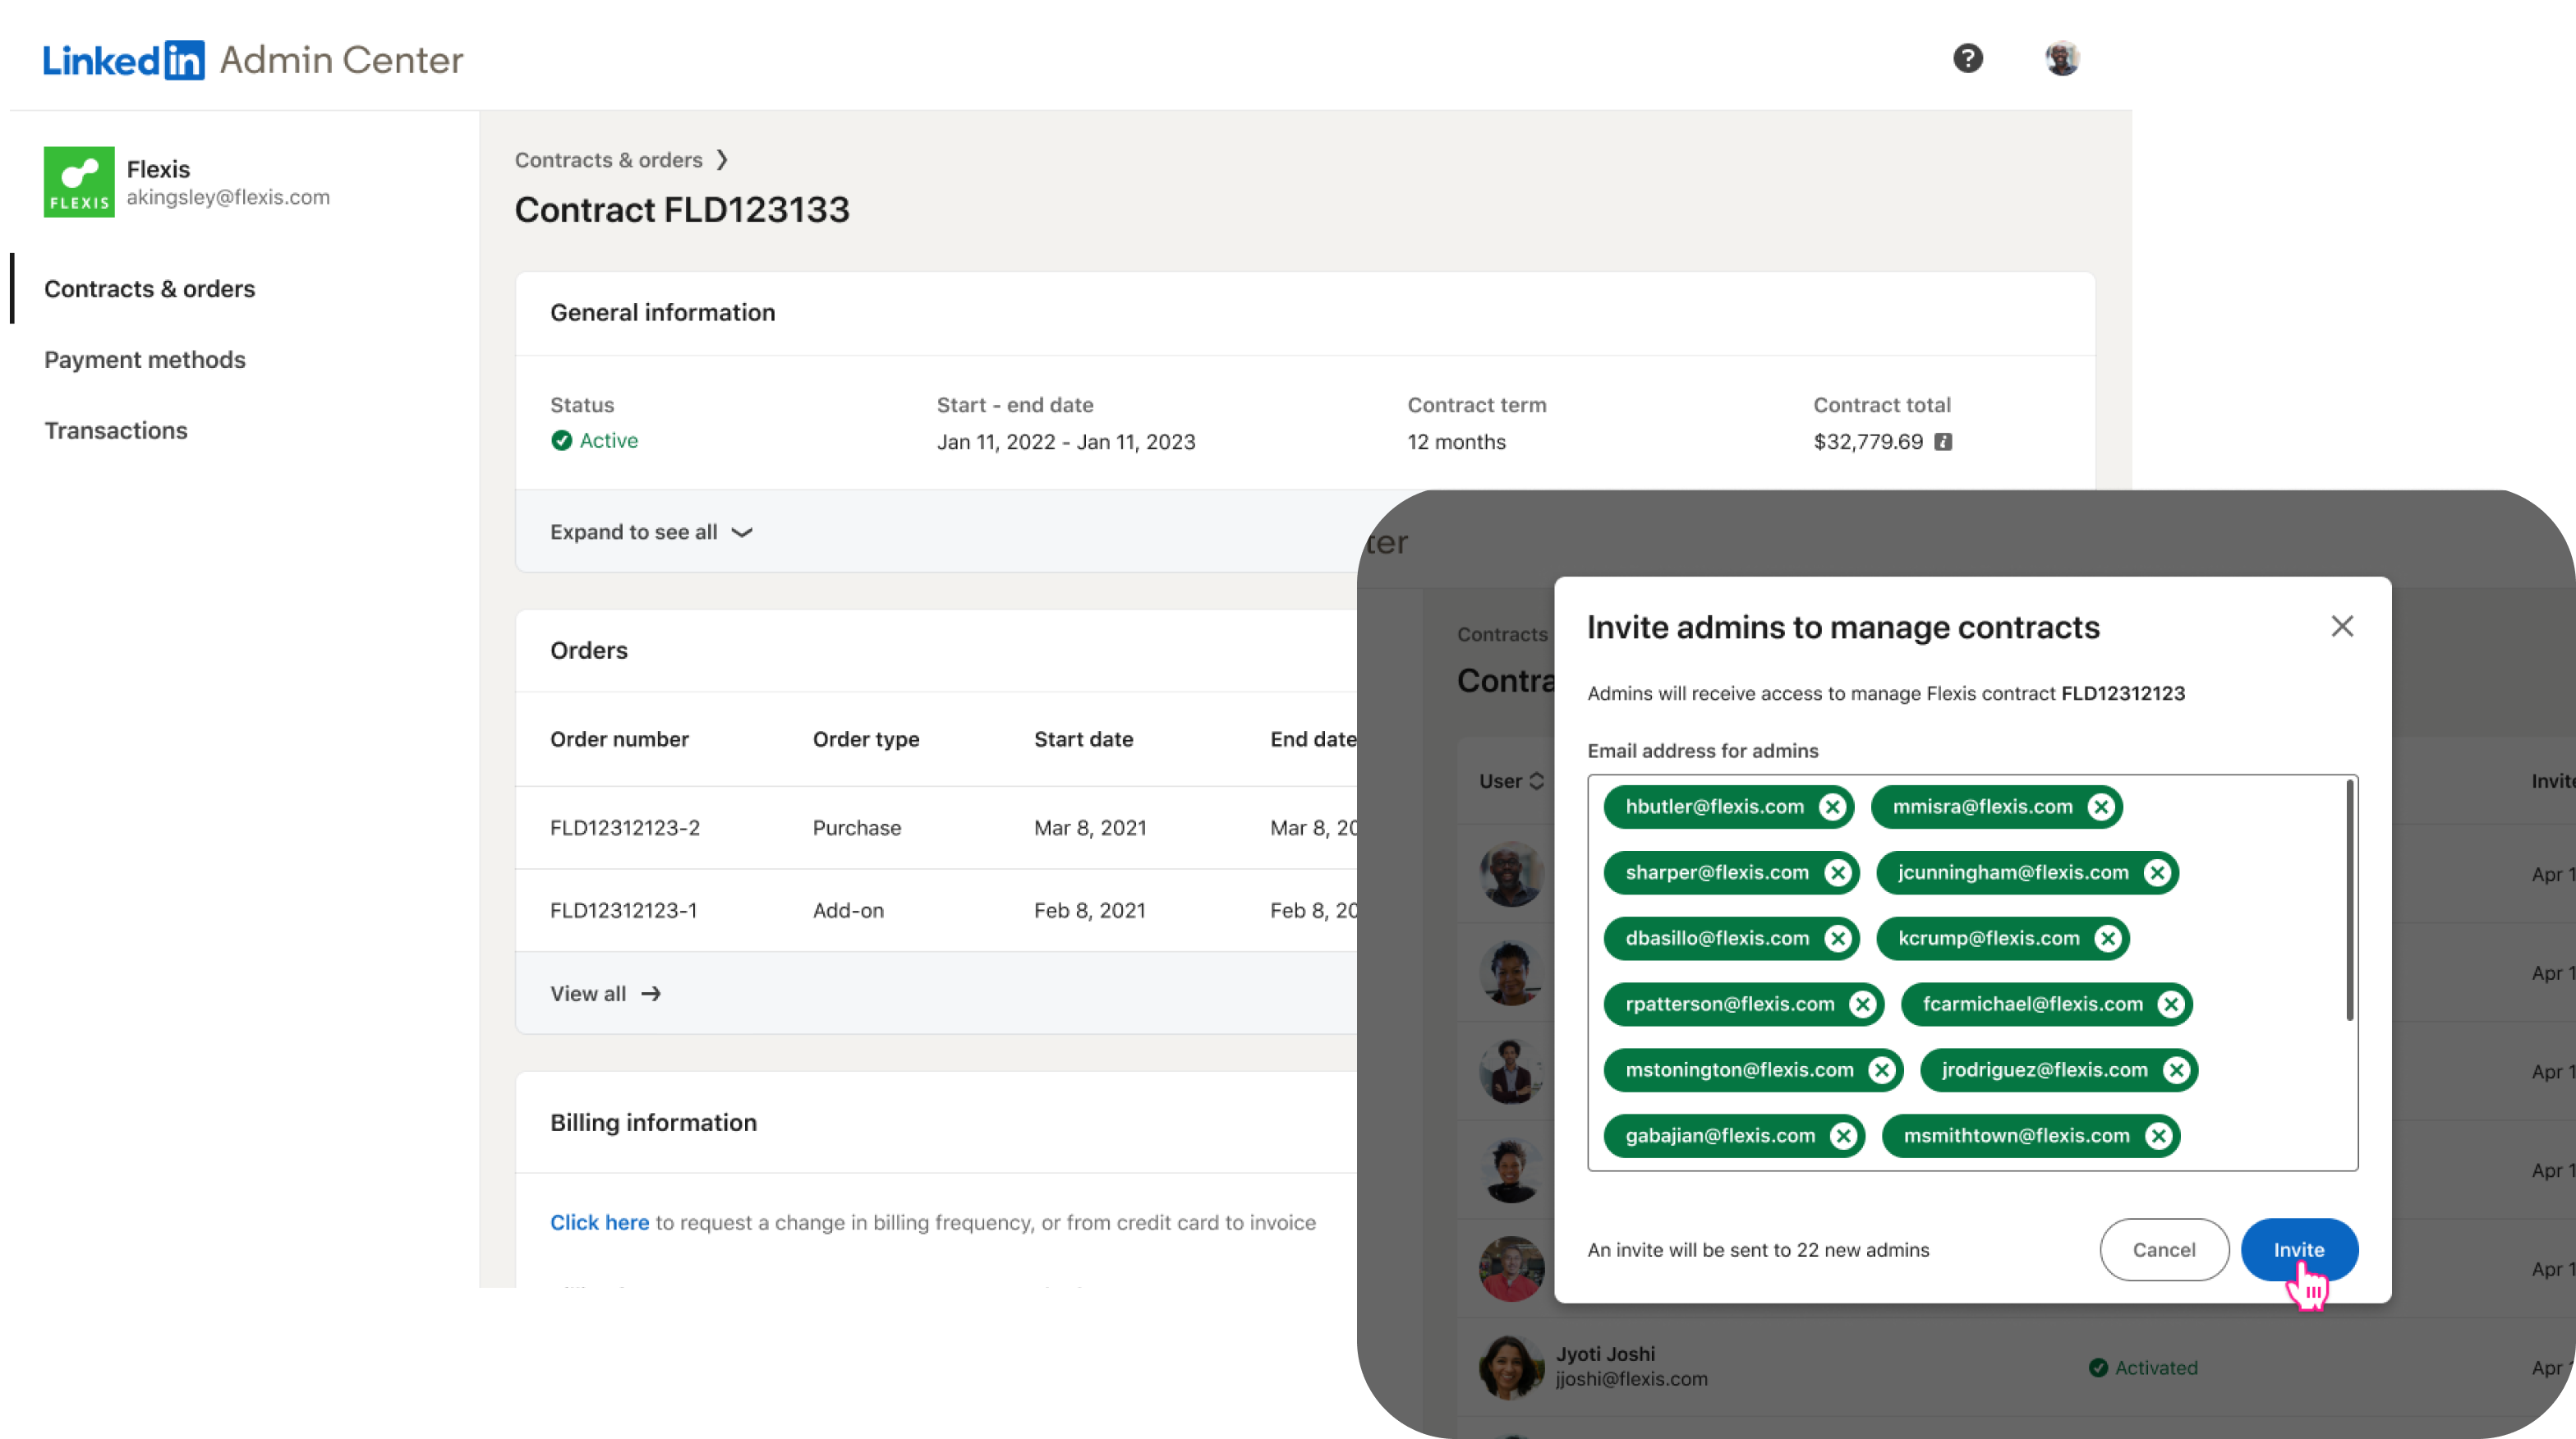 LinkedIn Admin Center
?
FLEXIS
Flexis
akingsley@flexis.com
Contracts & orders
Payment methods
Transactions
Contracts & orders
Contract FLD123133
General information
Status Start - end date Contract term Contract total
Active Jan 11, 2022 - Jan 11, 2023 12 months $32,779.69 i
Expand to see all
Orders
Order number Order type Start date End date
FLD12312123-2 Purchase Mar 8, 2021 Mar 8, 20
FLD12312123-1 Add-on Feb 8, 2021 Feb 8, 20
View all
Billing information
Click here to request a change in billing frequency, or from credit card to invoice
ter
Contracts
Contra
User Invite
Apr 1
Apr 1
Apr 1
Apr 1
Apr 1
Invite admins to manage contracts
Admins will receive access to manage Flexis contract FLD12312123
Email address for admins
hbutler@flexis.com mmisra@flexis.com
sharper@flexis.com jcunningham@flexis.com
dbasillo@flexis.com kcrump@flexis.com
rpatterson@flexis.com fcarmichael@flexis.com
mstonington@flexis.com jrodriguez@flexis.com
gabajian@flexis.com msmithtown@flexis.com
An invite will be sent to 22 new admins Cancel Invite
Jyoti Joshi
jjoshi@flexis.com Activated Apr